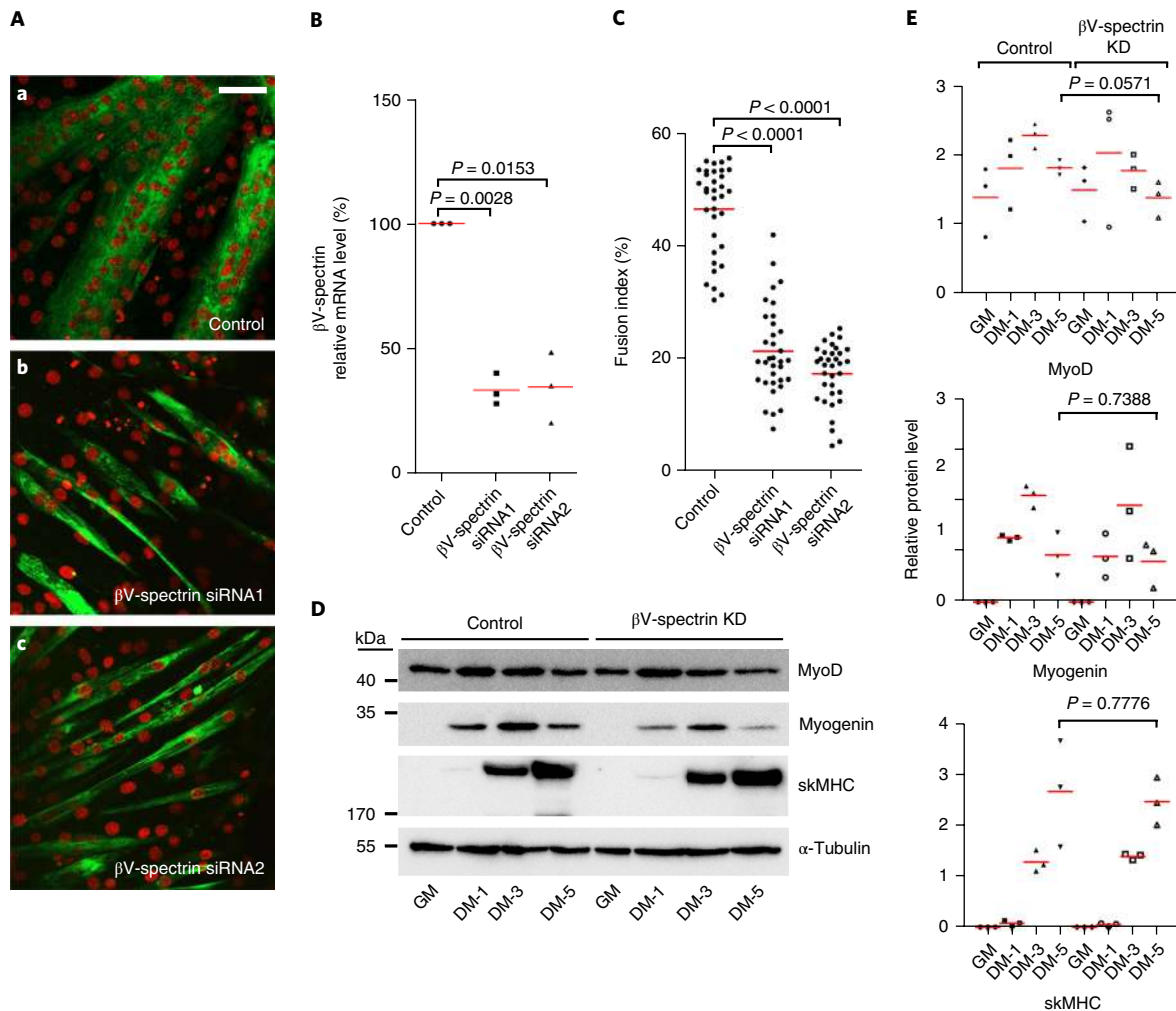 A
a
Control
b
βV-spectrin siRNA1
c
βV-spectrin siRNA2
B
βV-spectrin
relative mRNA level (%)
150
100
50
0
P = 0.0153
P = 0.0028
Control
βV-spectrin
siRNA1
βV-spectrin
siRNA2
C
Fusion index (%)
60
40
20
0
P < 0.0001
P < 0.0001
Control
βV-spectrin
siRNA1
βV-spectrin
siRNA2
D
kDa
Control
βV-spectrin KD
40
MyoD
35
Myogenin
skMHC
170
55
α-Tubulin
GM
DM-1
DM-3
DM-5
GM
DM-1
DM-3
DM-5
E
Control
βV-spectrin
KD
P = 0.0571
3
2
1
0
GM
DM-1
DM-3
DM-5
GM
DM-1
DM-3
DM-5
MyoD
Relative protein level
P = 0.7388
3
2
2
1
0
GM
DM-1
DM-3
DM-5
GM
DM-1
DM-3
DM-5
Myogenin
P = 0.7776
4
3
2
1
0
GM
DM-1
DM-3
DM-5
GM
DM-1
DM-3
DM-5
skMHC